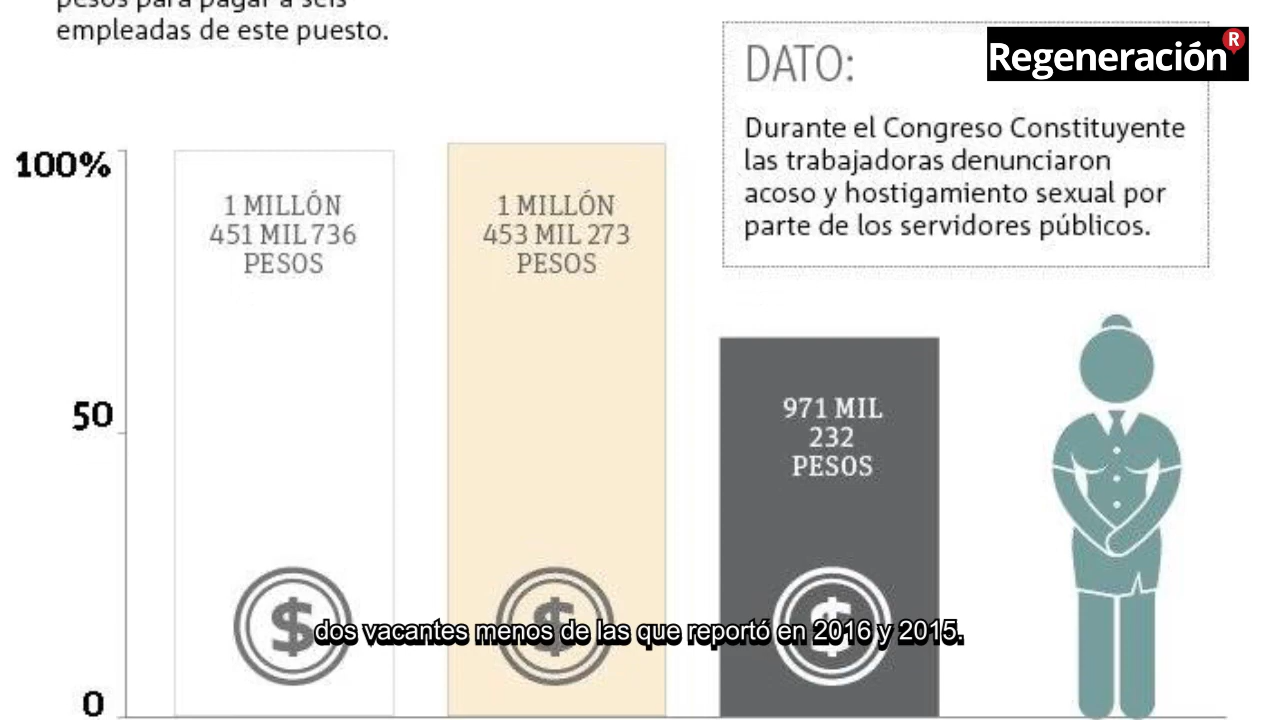 empleadas de este puesto.
DATO:
Regeneración
R
Durante el Congreso Constituyente
las trabajadoras denunciaron
acoso y hostigamiento sexual por
parte de los servidores públicos.
100%
50
0
1 MILLÓN
451 MIL 736
PESOS
$
1 MILLÓN
453 MIL 273
PESOS
$
971 MIL
232
PESOS
$
dos vacantes menos de las que reportó en 2016 y 2015.